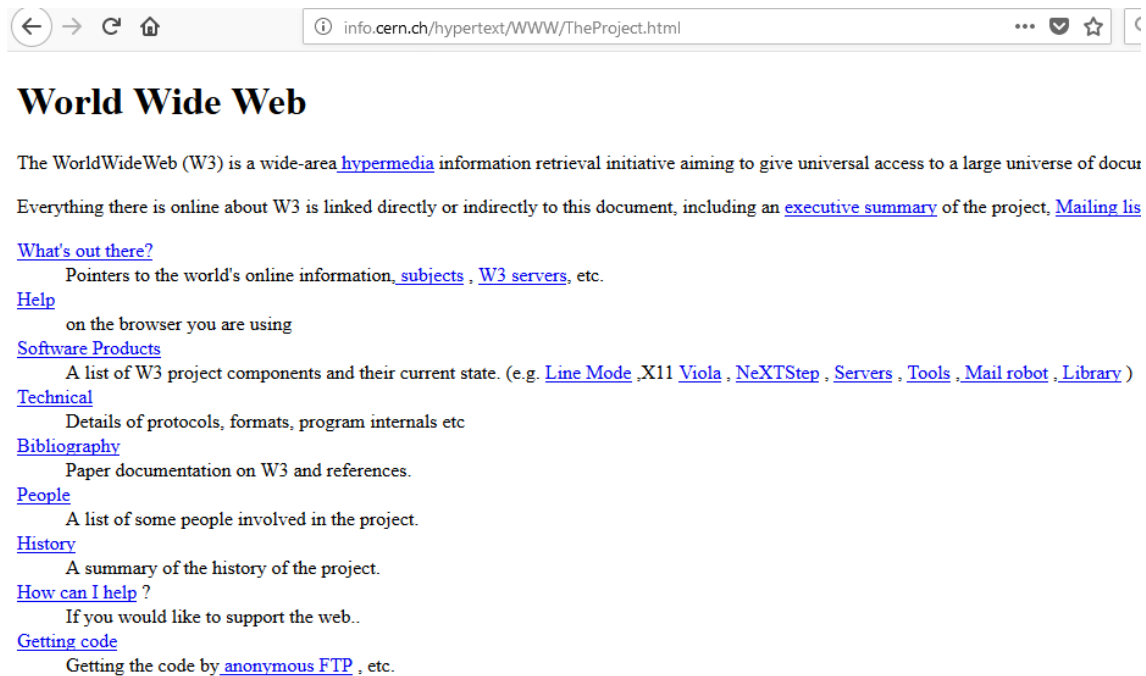 info.cern.ch/hypertext/WWW/TheProject.html
World Wide Web
The WorldWideWeb (W3) is a wide-area hypermedia information retrieval initiative aiming to give universal access to a large universe of
Everything there is online about W3 is linked directly or indirectly to this document, including an executive summary of the project, Mailing
What's out there?
Pointers to the world's online information, subjects , W3 servers, etc.
Help
on the browser you are using
Software Products
A list of W3 project components and their current state. (e.g. Line Mode ,X11 Viola , NeXTStep , Servers , Tools , Mail robot , Library )
Technical
Details of protocols, formats, program internals etc
Bibliography
Paper documentation on W3 and references.
People
A list of some people involved in the project.
History
A summary of the history of the project.
How can I help ?
If you would like to support the web..
Getting code
Getting the code by anonymous FTP , etc.